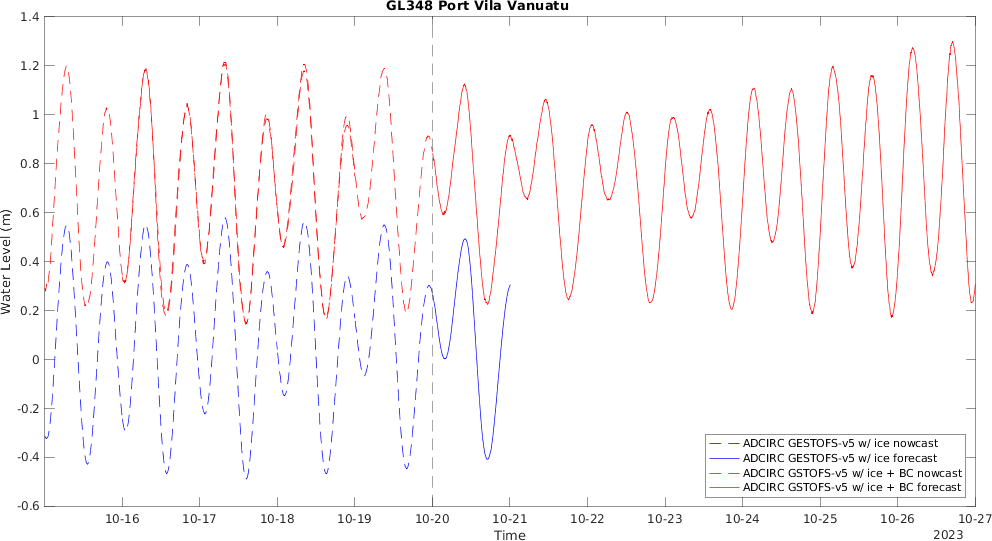 GL348 Port Vila Vanuatu
1.4
1.2
1
0.8
0.6
0.4
0.2
0
-0.2
-0.4
-0.6
Water Level (m)
ADCIRC GESTOFS-v5 w/ ice nowcast
ADCIRC GESTOFS-v5 w/ ice forecast
ADCIRC GSTOFS-v5 w/ ice + BC nowcast
ADCIRC GSTOFS-v5 w/ ice + BC forecast
10-16 10-17 10-18 10-19 10-20 10-21 10-22 10-23 10-24 10-25 10-26 10-27
Time
2023